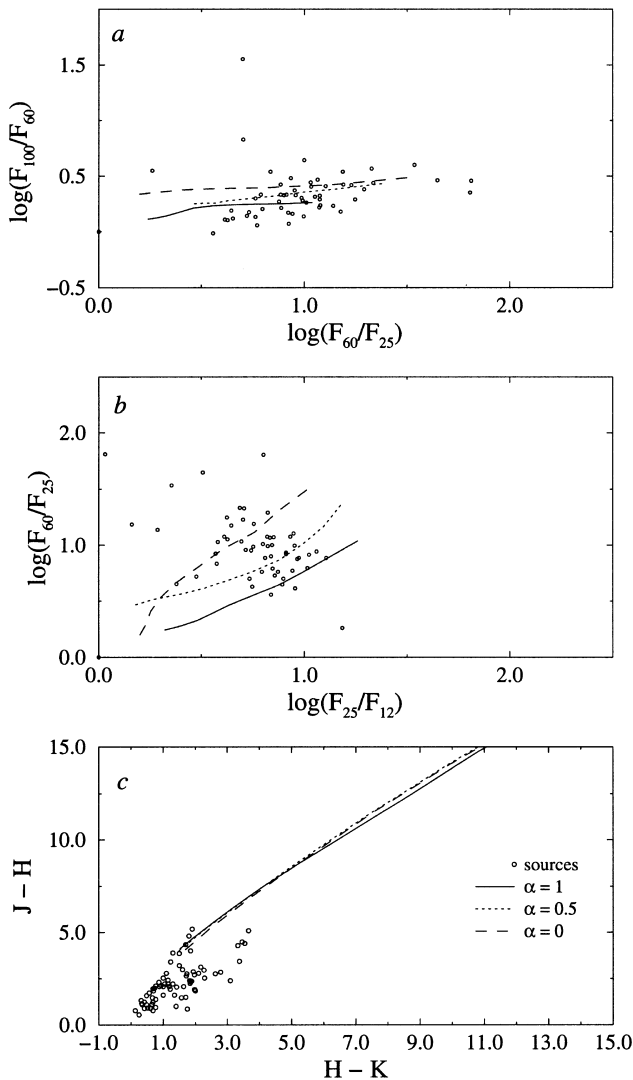 a
1.5
0.5
−0.5
log(F100/F60)
0.0 1.0 2.0
log(F60/F25)
b
2.0
1.0
0.0
log(F60/F25)
0.0 1.0 2.0
log(F25/F12)
c
15.0
10.0
5.0
0.0
J – H
sources
α = 1
α = 0.5
α = 0
−1.0 1.0 3.0 5.0 7.0 9.0 11.0 13.0 15.0
H – K